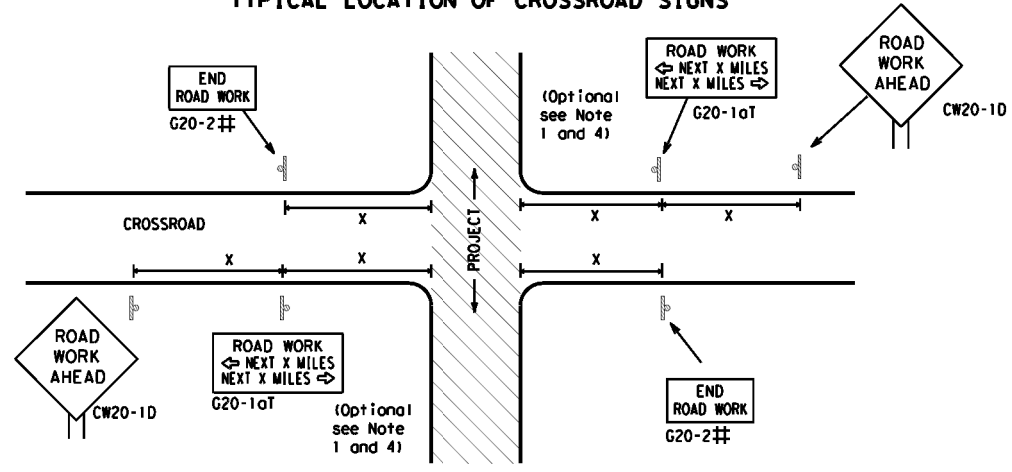 TYPICAL LOCATION OF CROSSROAD SIGNS
END
ROAD WORK
G20-2#
(Optional
see Note
1 and 4)
ROAD WORK
⇦ NEXT X MILES
NEXT X MILES ⇨
G20-1aT
ROAD
WORK
AHEAD
CW20-1D
X
X
X
CROSSROAD
PROJECT
X
X
X
ROAD
WORK
AHEAD
CW20-1D
ROAD WORK
⇦ NEXT X MILES
NEXT X MILES ⇨
G20-1aT
(Optional
see Note
1 and 4)
END
ROAD WORK
G20-2#